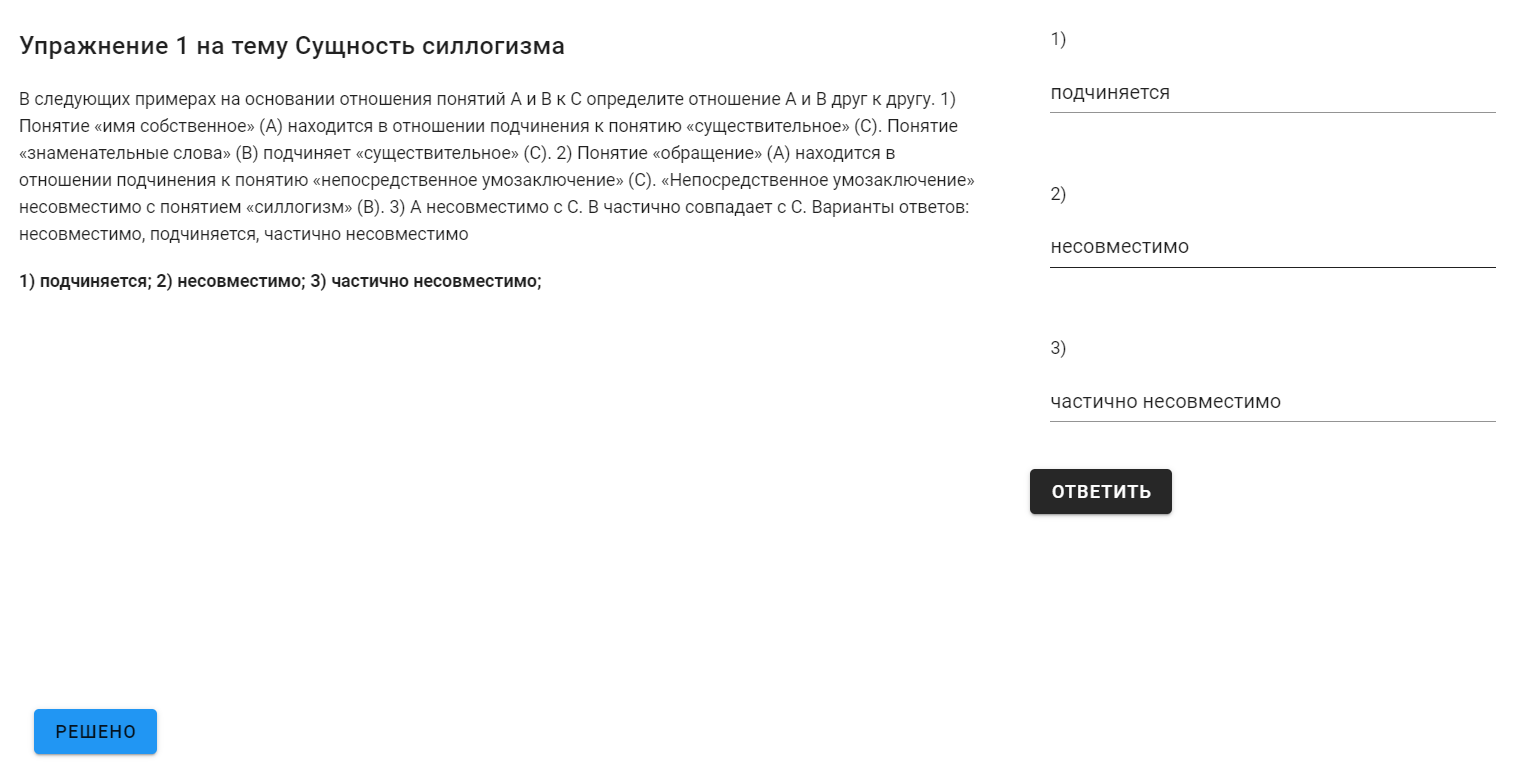 Упражнение 1 на тему Сущность силлогизма
В следующих примерах на основании отношения понятий А и В к С определите отношение А и В друг к другу. 1)
Понятие «имя собственное» (А) находится в отношении подчинения к понятию «существительное» (С). Понятие
«знаменательные слова» (В) подчиняет «существительное» (С). 2) Понятие «обращение» (А) находится в
отношении подчинения к понятию «непосредственное умозаключение» (С). «Непосредственное умозаключение»
несовместимо с понятием «силлогизм» (В). 3) А несовместимо с С. В частично совпадает с С. Варианты ответов:
несовместимо, подчиняется, частично несовместимо
1) подчиняется; 2) несовместимо; 3) частично несовместимо;
РЕШЕНО
1)
подчиняется
2)
несовместимо
3)
частично несовместимо
ОТВЕТИТЬ